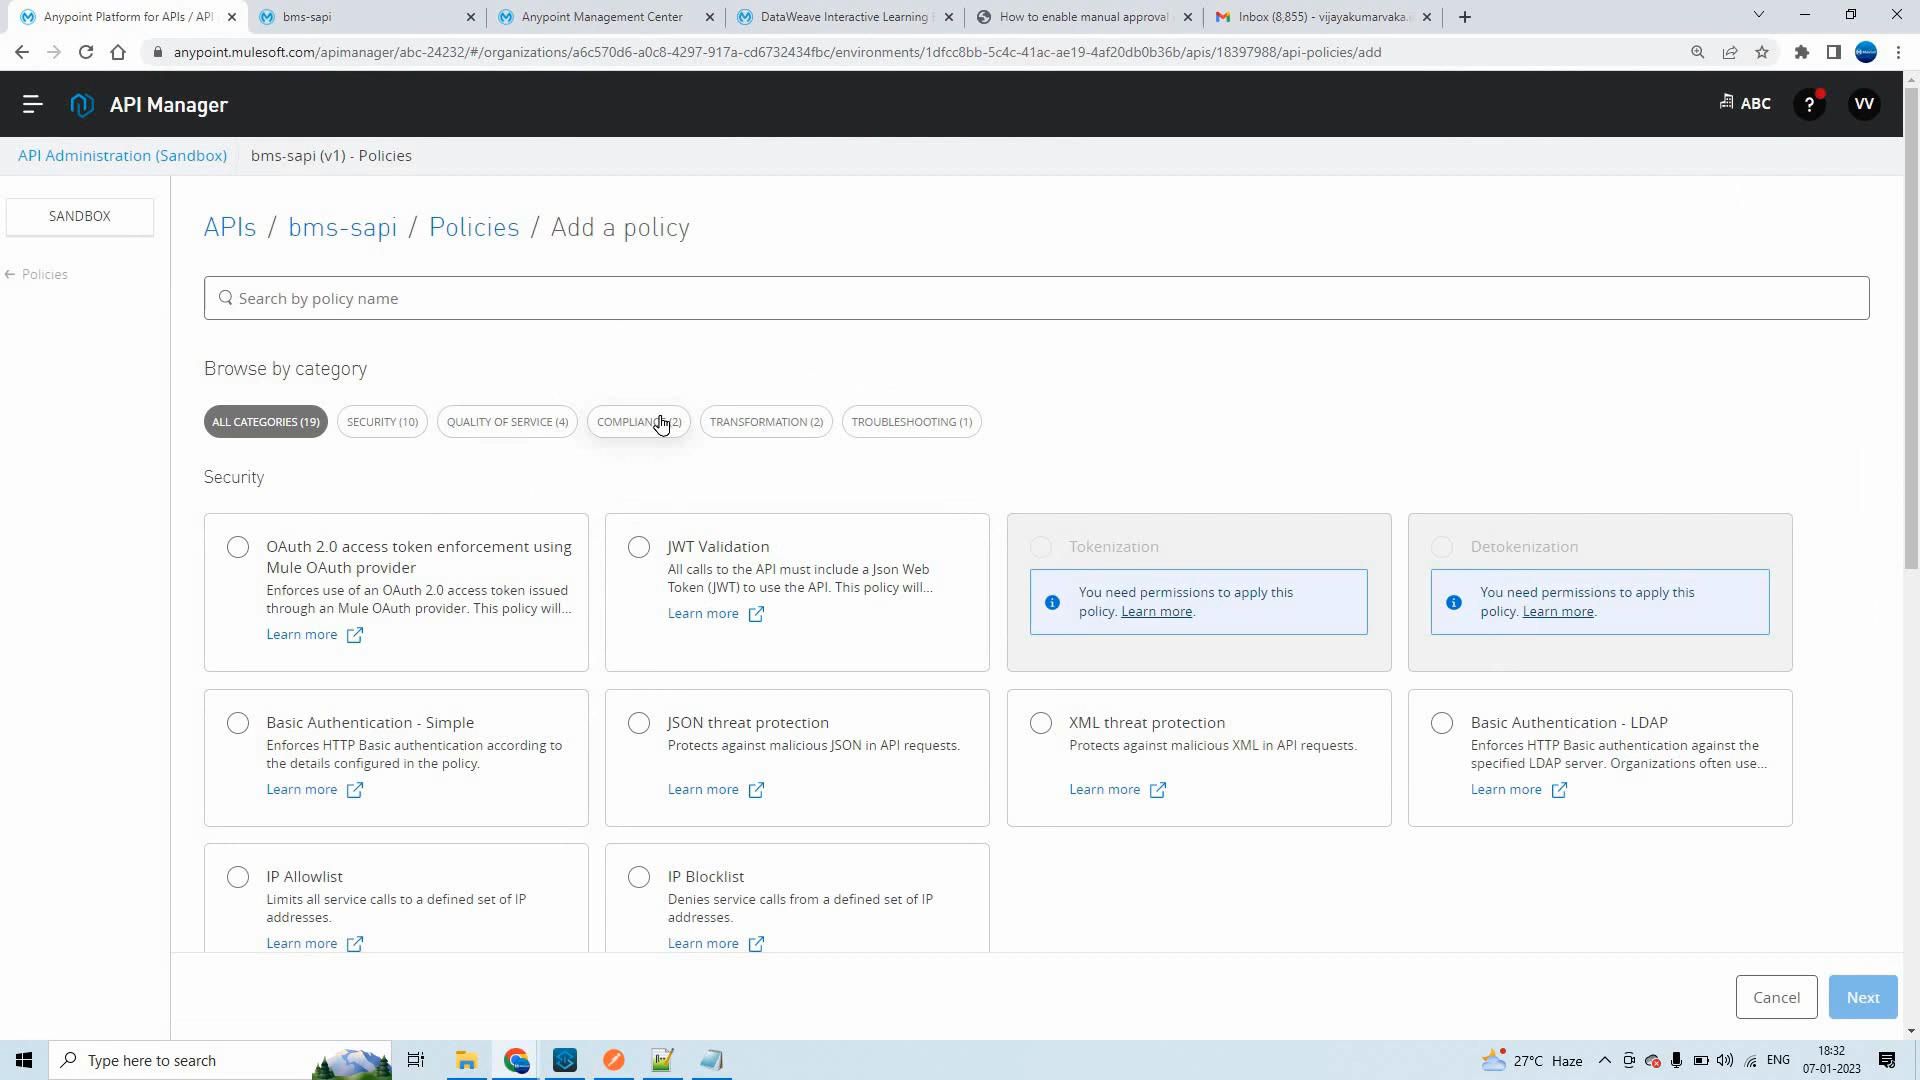 Anypoint Platform for APIs / API
bms-sapi
Anypoint Management Center
DataWeave Interactive Learning
How to enable manual approval
Inbox (8,855) - vijayakumarvaka.
anypoint.mulesoft.com/apimanager/abc-24232/#/organizations/a6c570d6-a0c8-4297-917a-cd6732434fbc/environments/1dfcc8bb-5c4c-41ac-ae19-4af20db0b36b/apis/18397988/api-policies/add
API Manager
ABC
?
VV
API Administration (Sandbox)
bms-sapi (v1) - Policies
SANDBOX
Policies
APIs / bms-sapi / Policies / Add a policy
Search by policy name
Browse by category
ALL CATEGORIES (19)
SECURITY (10)
QUALITY OF SERVICE (4)
COMPLIANCE (2)
TRANSFORMATION (2)
TROUBLESHOOTING (1)
Security
OAuth 2.0 access token enforcement using
Mule OAuth provider
Enforces use of an OAuth 2.0 access token issued
through an Mule OAuth provider. This policy will...
Learn more
JWT Validation
All calls to the API must include a Json Web
Token (JWT) to use the API. This policy will...
Learn more
Tokenization
You need permissions to apply this
policy. Learn more.
Detokenization
You need permissions to apply this
policy. Learn more.
Basic Authentication - Simple
Enforces HTTP Basic authentication according to
the details configured in the policy.
Learn more
JSON threat protection
Protects against malicious JSON in API requests.
Learn more
XML threat protection
Protects against malicious XML in API requests.
Learn more
Basic Authentication - LDAP
Enforces HTTP Basic authentication against the
specified LDAP server. Organizations often use...
Learn more
IP Allowlist
Limits all service calls to a defined set of IP
addresses.
Learn more
IP Blocklist
Denies service calls from a defined set of IP
addresses.
Learn more
Cancel
Next
Type here to search
27°C Haze
ENG
18:32
07-01-2023